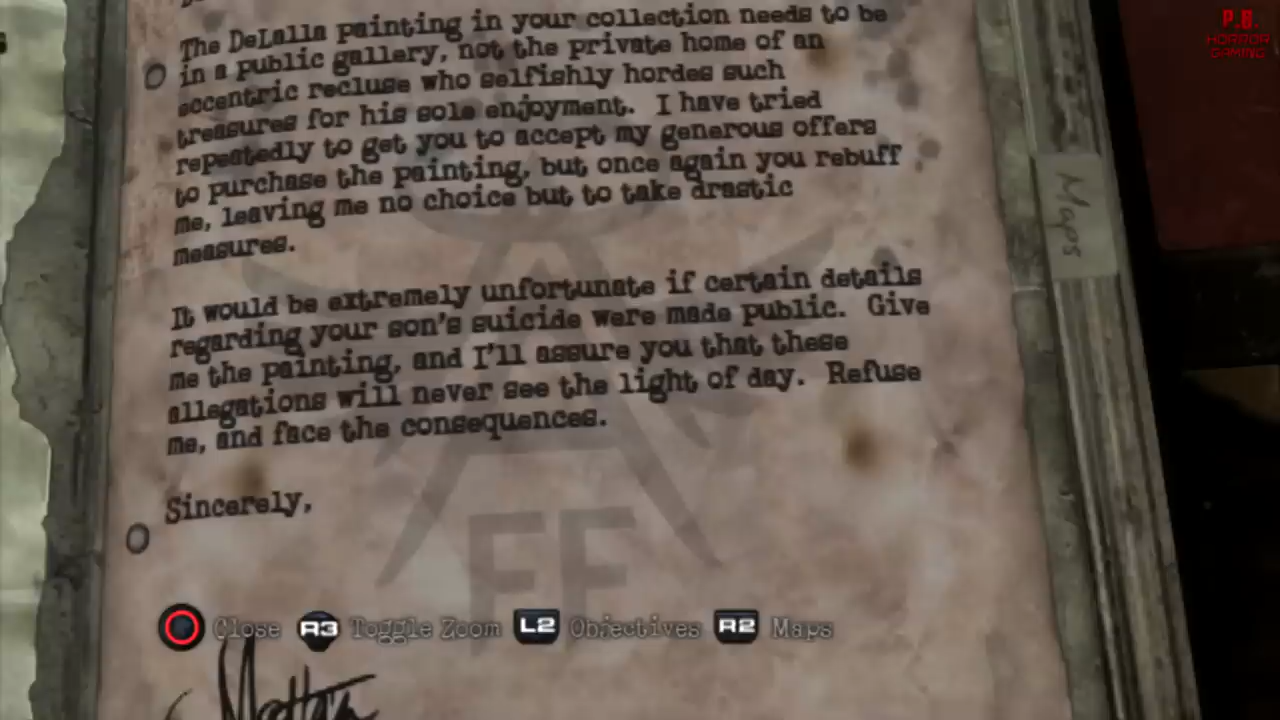 P.B.
HORROR
GAMING
The DeLalla painting in your collection needs to be
in a public gallery, not the private home of an
eccentric recluse who selfishly hordes such
treasures for his sole enjoyment. I have tried
repeatedly to get you to accept my generous offers
to purchase the painting, but once again you rebuff
me, leaving me no choice but to take drastic
measures.
It would be extremely unfortunate if certain details
regarding your son's suicide were made public. Give
me the painting, and I'll assure you that these
allegations will never see the light of day. Refuse
me, and face the consequences.
Sincerely,
FF
Close R3 Toggle Zoom L2 Objectives R2 Maps
Maps